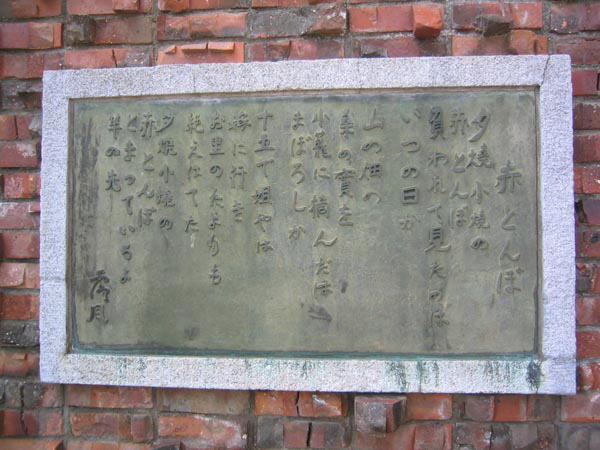 赤とんぼ
夕焼小焼の
赤とんぼ
負われて見たのは
いつの日か
山の畑の
桑の實を
小籠に摘んだは
まぼろしか
十五で姐やは
嫁に行き
お里のたよりも
絶えはてた
夕焼小焼の
赤とんぼ
とまっているよ
竿の先
露風